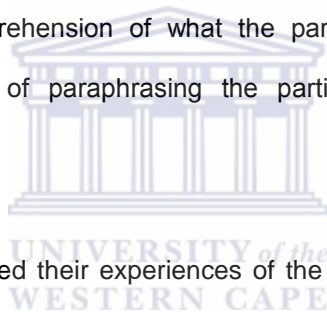 rehension of what the par
of paraphrasing the parti
UNIVERSITY of the
ed their experiences of the
WESTERN CAPE